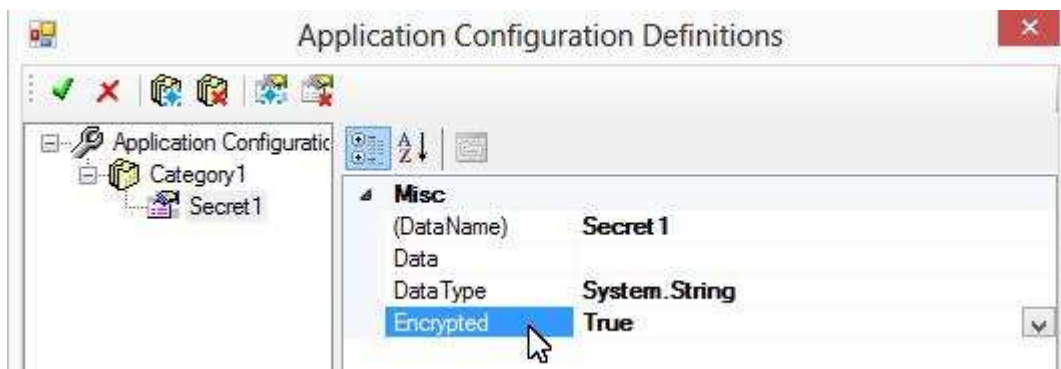 Application Configuration Definitions
Application Configuratic
Category1
Secret1
A
Z
Misc
(DataName) Secret1
Data
DataType System.String
Encrypted True